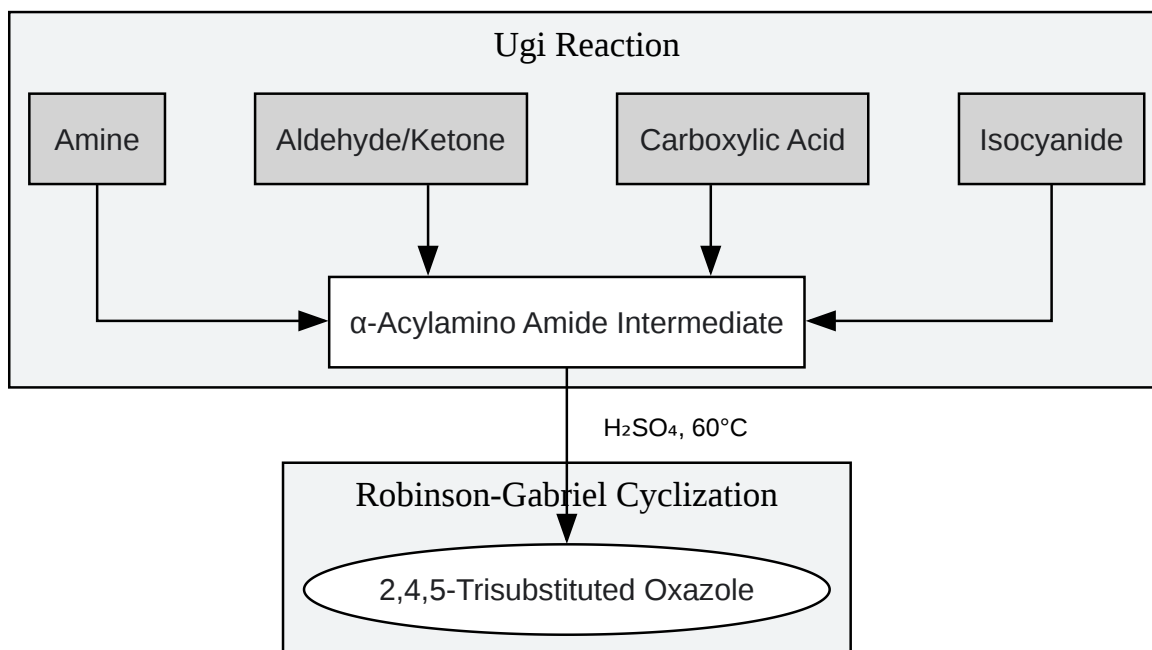 Ugi Reaction
Amine
Aldehyde/Ketone
Carboxylic Acid
Isocyanide
α-Acylamino Amide Intermediate
H₂SO₄, 60°C
Robinson-Gabriel Cyclization
2,4,5-Trisubstituted Oxazole